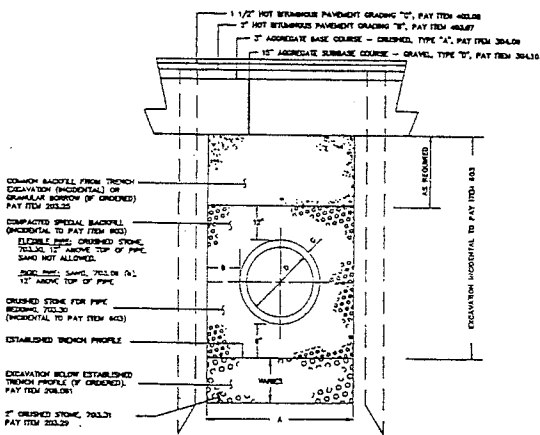 1 1/2" HOT BITUMINOUS PAVEMENT GRADING "C", PAY ITEM 403.08
2" HOT BITUMINOUS PAVEMENT GRADING "B", PAY ITEM 403.07
3" AGGREGATE BASE COURSE - CRUSHED, TYPE "A", PAY ITEM 304.09
15" AGGREGATE SUBBASE COURSE - GRAVEL, TYPE "D", PAY ITEM 304.10
COMMON BACKFILL FROM TRENCH
EXCAVATION (INCIDENTAL) OR
GRANULAR BORROW (IF ORDERED)
PAY ITEM 203.25
COMPACTED SPECIAL BACKFILL
(INCIDENTAL TO PAY ITEM 603)
FLEXIBLE PIPE: CRUSHED STONE,
703.30, 12" ABOVE TOP OF PIPE.
SAND NOT ALLOWED.
RIGID PIPE: SAND, 703.06
12" ABOVE TOP OF PIPE
CRUSHED STONE FOR PIPE
BEDDING, 703.30
(INCIDENTAL TO PAY ITEM 603)
ESTABLISHED TRENCH PROFILE
EXCAVATION BELOW ESTABLISHED
TRENCH PROFILE (IF ORDERED).
PAY ITEM 206.061
2" CRUSHED STONE, 703.31
PAY ITEM 203.29
12"
B
C
D
6"
VARIES
A
AS REQUIRED
EXCAVATION INCIDENTAL TO PAY ITEM 603